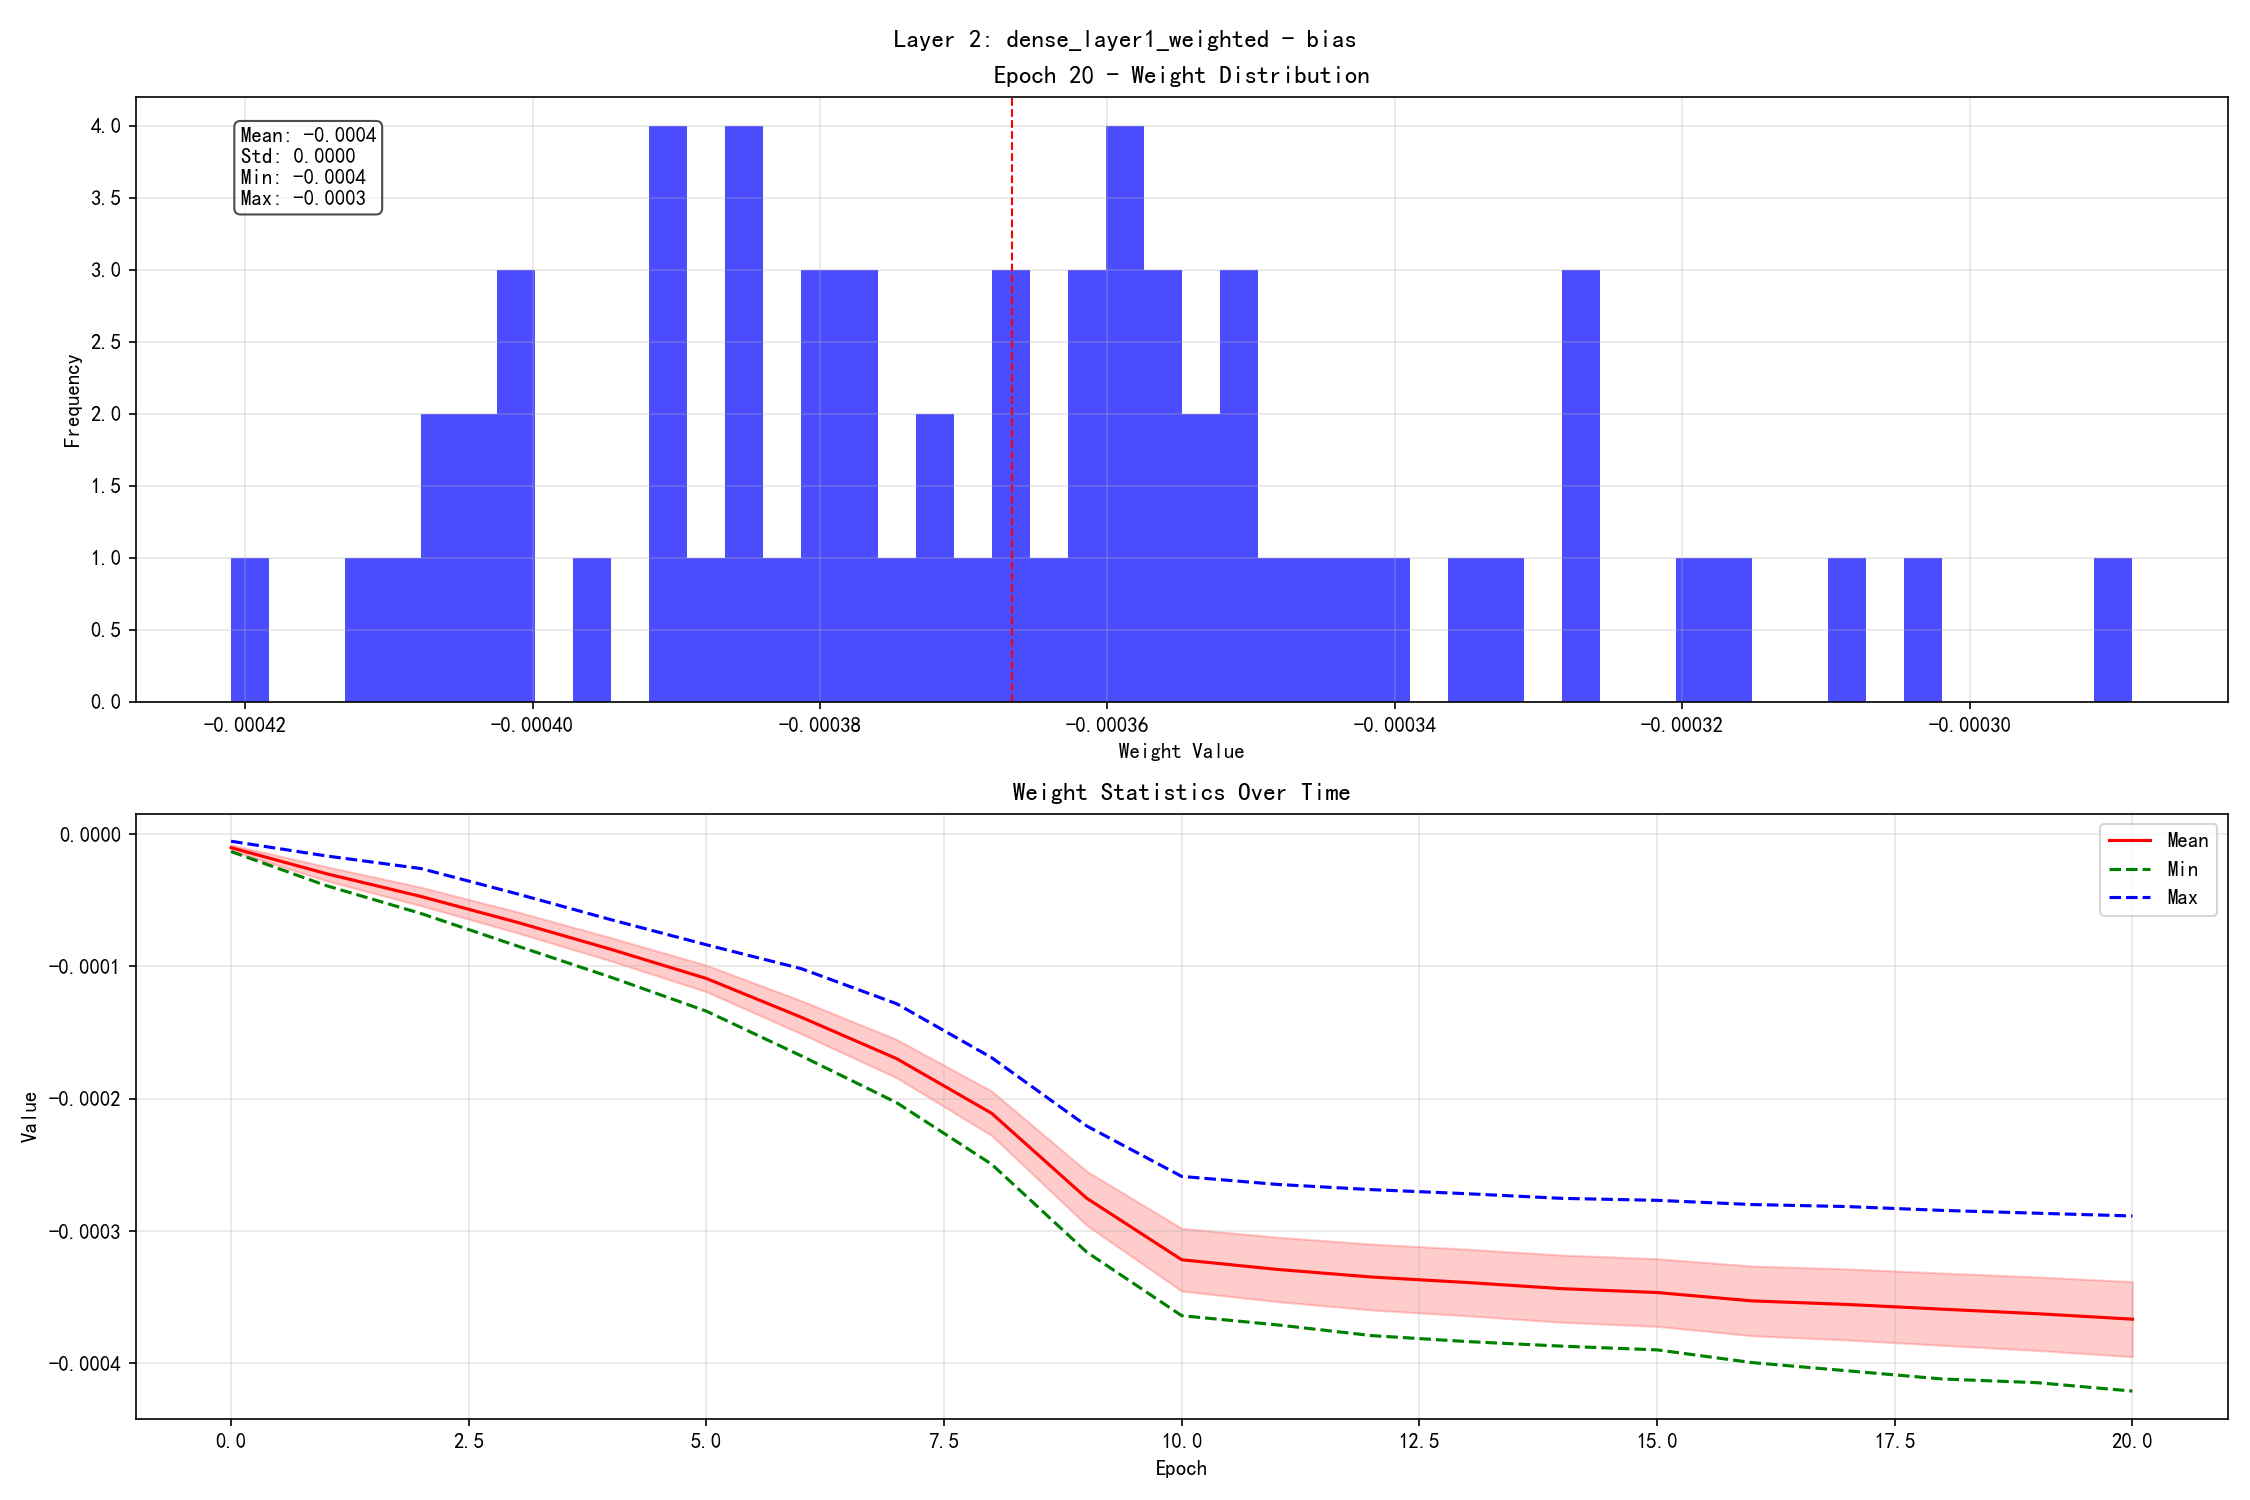 Layer 2: dense_layer1_weighted - bias
Epoch 20 - Weight Distribution
Mean: -0.0004
Std: 0.0000
Min: -0.0004
Max: -0.0003
4.0
3.5
3.0
2.5
2.0
1.5
1.0
0.5
0.0
Frequency
-0.00042 -0.00040 -0.00038 -0.00036 -0.00034 -0.00032 -0.00030
Weight Value
Weight Statistics Over Time
0.0000
-0.0001
-0.0002
-0.0003
-0.0004
Value
Mean
Min
Max
0.0 2.5 5.0 7.5 10.0 12.5 15.0 17.5 20.0
Epoch